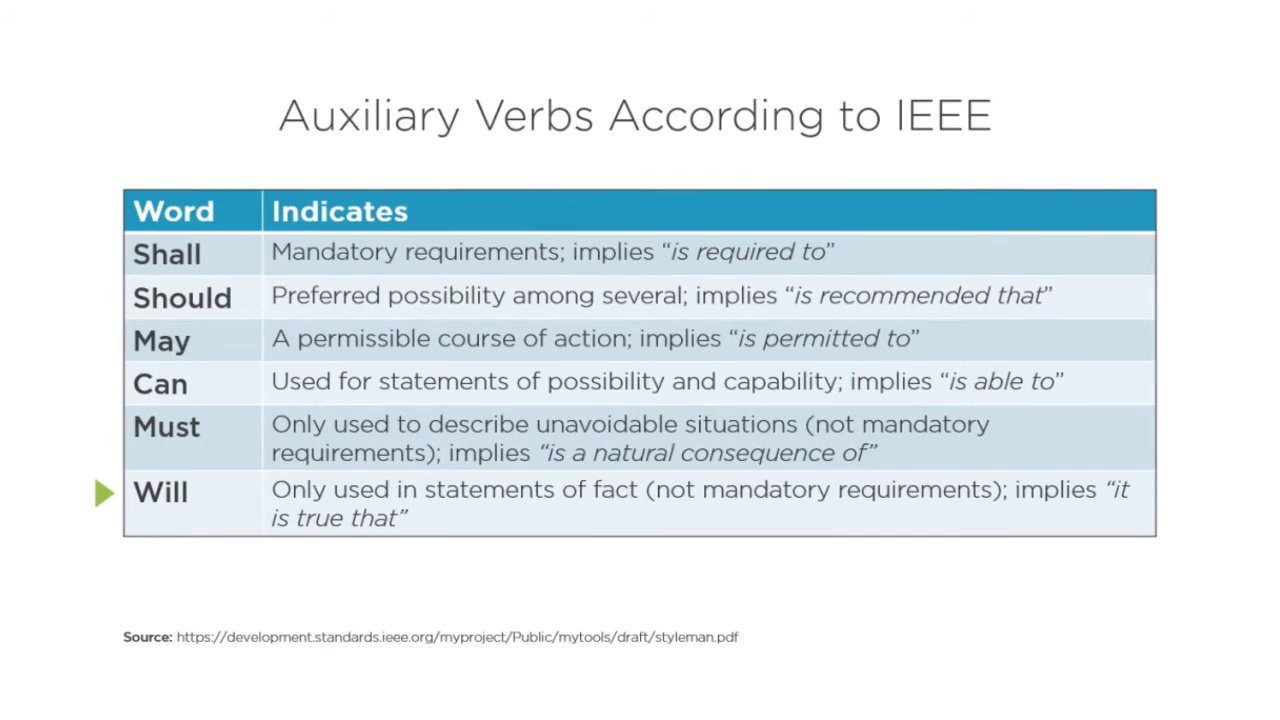 Auxiliary Verbs According to IEEE
Word Indicates
Shall Mandatory requirements; implies “is required to”
Should Preferred possibility among several; implies “is recommended that”
May A permissible course of action; implies “is permitted to”
Can Used for statements of possibility and capability; implies “is able to”
Must Only used to describe unavoidable situations (not mandatory
requirements); implies “is a natural consequence of”
Will Only used in statements of fact (not mandatory requirements); implies “it
is true that”
Source: https://development.standards.ieee.org/myproject/Public/mytools/draft/styleman.pdf